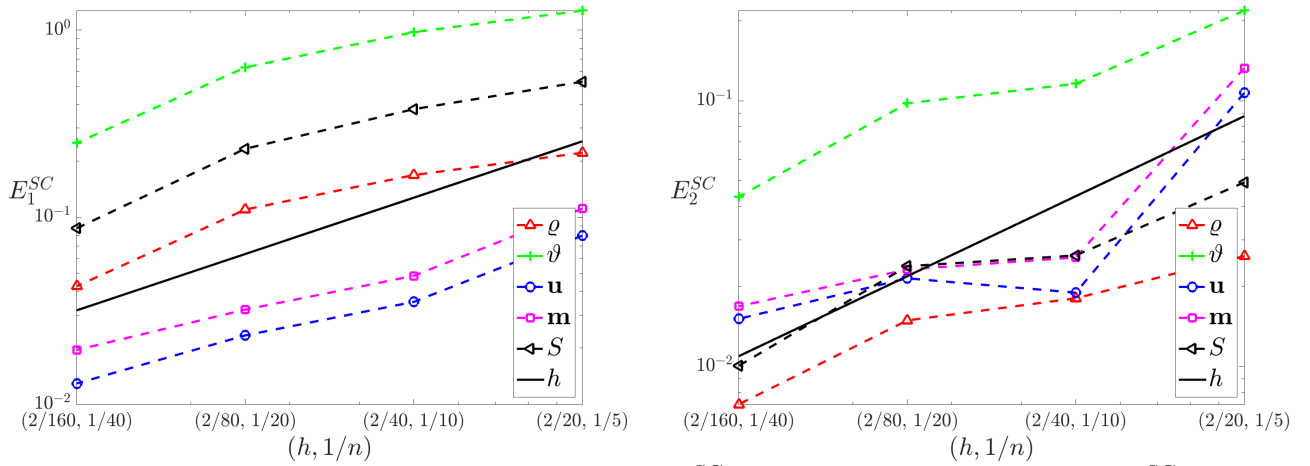 10^0
10^{-1}
10^{-2}
E_1^{SC}
(2/160, 1/40)
(2/80, 1/20)
(2/40, 1/10)
(2/20, 1/5)
(h, 1/n)
ϱ
ϑ
u
m
S
h
10^{-1}
10^{-2}
E_2^{SC}
(2/160, 1/40)
(2/80, 1/20)
(2/40, 1/10)
(2/20, 1/5)
(h, 1/n)
ϱ
ϑ
u
m
S
h